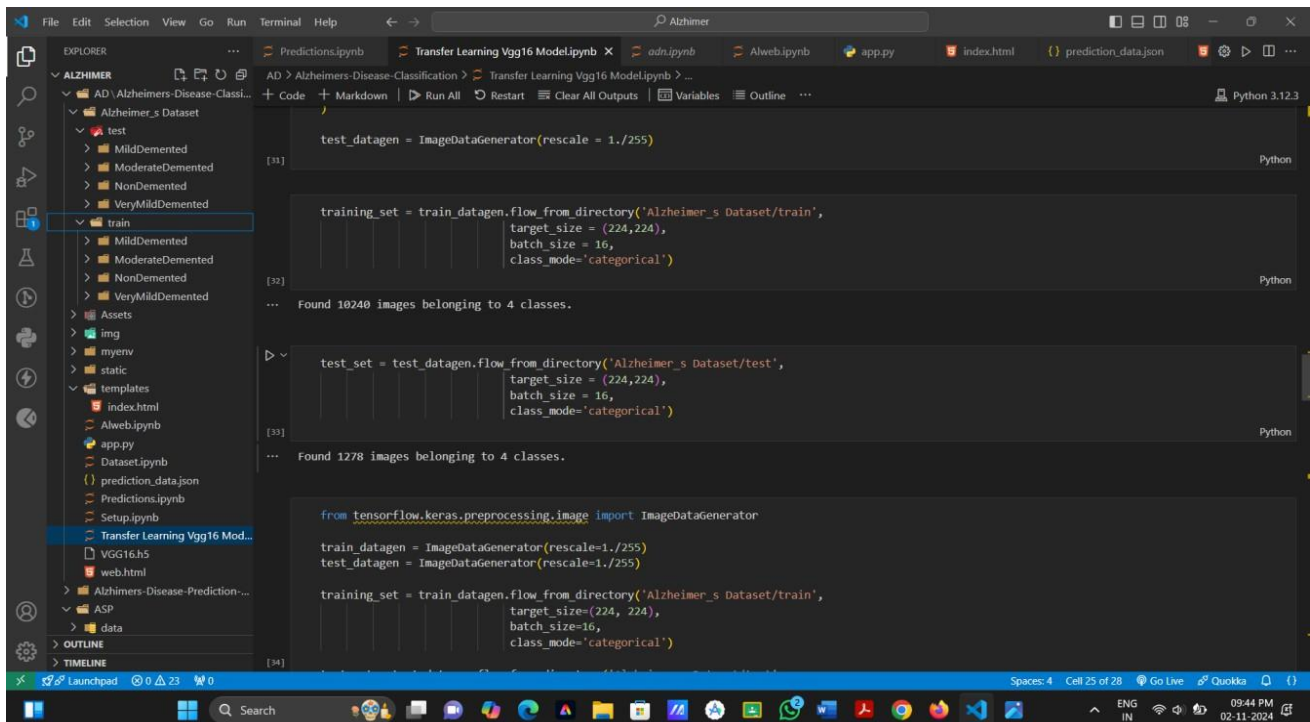 File Edit Selection View Go Run Terminal Help
Alzhimer
EXPLORER
Predictions.ipynb
Transfer Learning Vgg16 Model.ipynb
adn.ipynb
Alweb.ipynb
app.py
index.html
prediction_data.json
ALZHIMER
AD > Alzheimers-Disease-Classification > Transfer Learning Vgg16 Model.ipynb > ...
+ Code + Markdown | Run All Restart Clear All Outputs | Variables Outline ...
Python 3.12.3
AD \ Alzheimers-Disease-Classi...
Alzheimer_s Dataset
test
MildDemented
ModerateDemented
NonDemented
VeryMildDemented
train
MildDemented
ModerateDemented
NonDemented
VeryMildDemented
Assets
img
myenv
static
templates
index.html
Alweb.ipynb
app.py
Dataset.ipynb
{} prediction_data.json
Predictions.ipynb
Setup.ipynb
Transfer Learning Vgg16 Mod...
VGG16.h5
web.html
Alzhimers-Disease-Prediction-...
ASP
data
OUTLINE
TIMELINE
)
test_datagen = ImageDataGenerator(rescale = 1./255)
[31]
Python
training_set = train_datagen.flow_from_directory('Alzheimer_s Dataset/train',
target_size = (224,224),
batch_size = 16,
class_mode='categorical')
[32]
Python
... Found 10240 images belonging to 4 classes.
test_set = test_datagen.flow_from_directory('Alzheimer_s Dataset/test',
target_size = (224,224),
batch_size = 16,
class_mode='categorical')
[33]
Python
... Found 1278 images belonging to 4 classes.
from tensorflow.keras.preprocessing.image import ImageDataGenerator
train_datagen = ImageDataGenerator(rescale=1./255)
test_datagen = ImageDataGenerator(rescale=1./255)
training_set = train_datagen.flow_from_directory('Alzheimer_s Dataset/train',
target_size=(224, 224),
batch_size=16,
class_mode='categorical')
[34]
Launchpad 0 23 0
Spaces: 4 Cell 25 of 28 Go Live Quokka {}
Search
ENG
IN
09:44 PM
02-11-2024